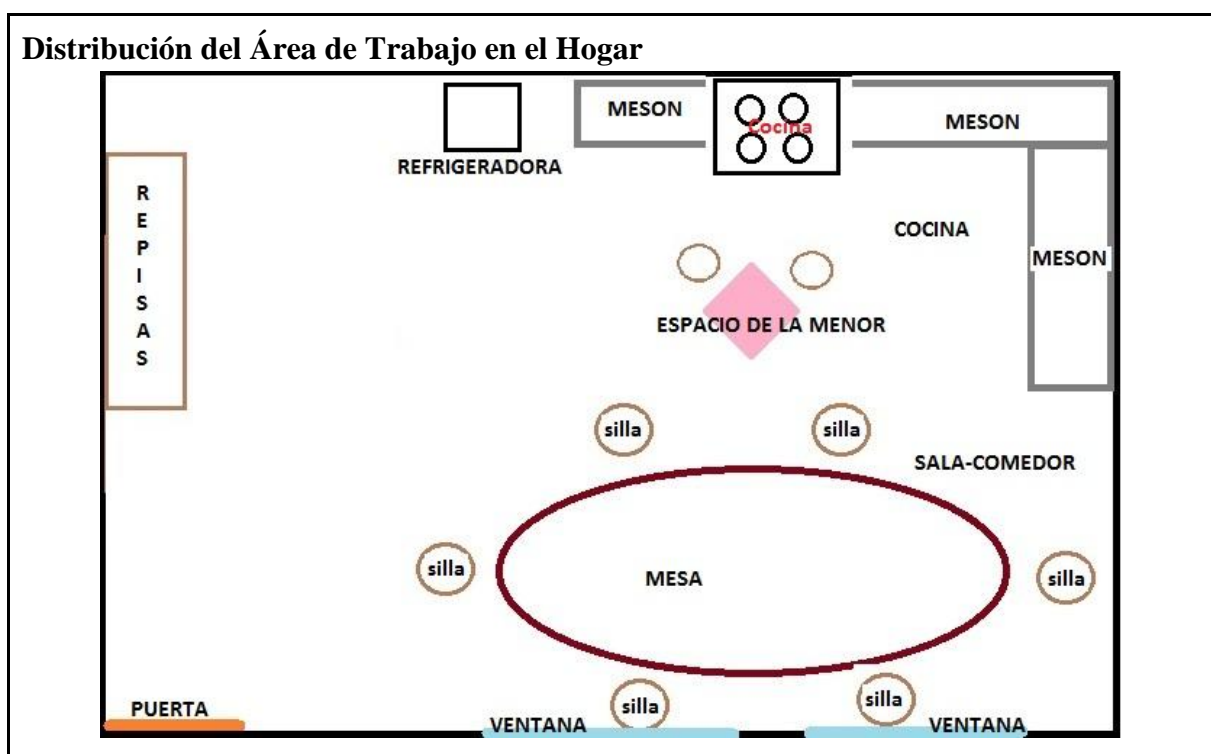 Distribución del Área de Trabajo en el Hogar
MESON
Cocina
MESON
REFRIGERADORA
R
E
P
I
S
A
S
COCINA
MESON
ESPACIO DE LA MENOR
silla
silla
SALA-COMEDOR
silla
MESA
silla
silla
silla
PUERTA
VENTANA
VENTANA